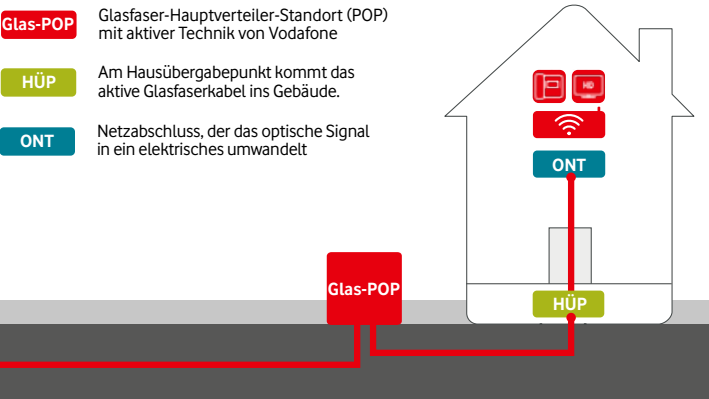 Glas-POP
Glasfaser-Hauptverteiler-Standort (POP)
mit aktiver Technik von Vodafone
HÜP
Am Hausübergabepunkt kommt das
aktive Glasfaserkabel ins Gebäude.
ONT
Netzabschluss, der das optische Signal
in ein elektrisches umwandelt
HD
ONT
Glas-POP
HÜP